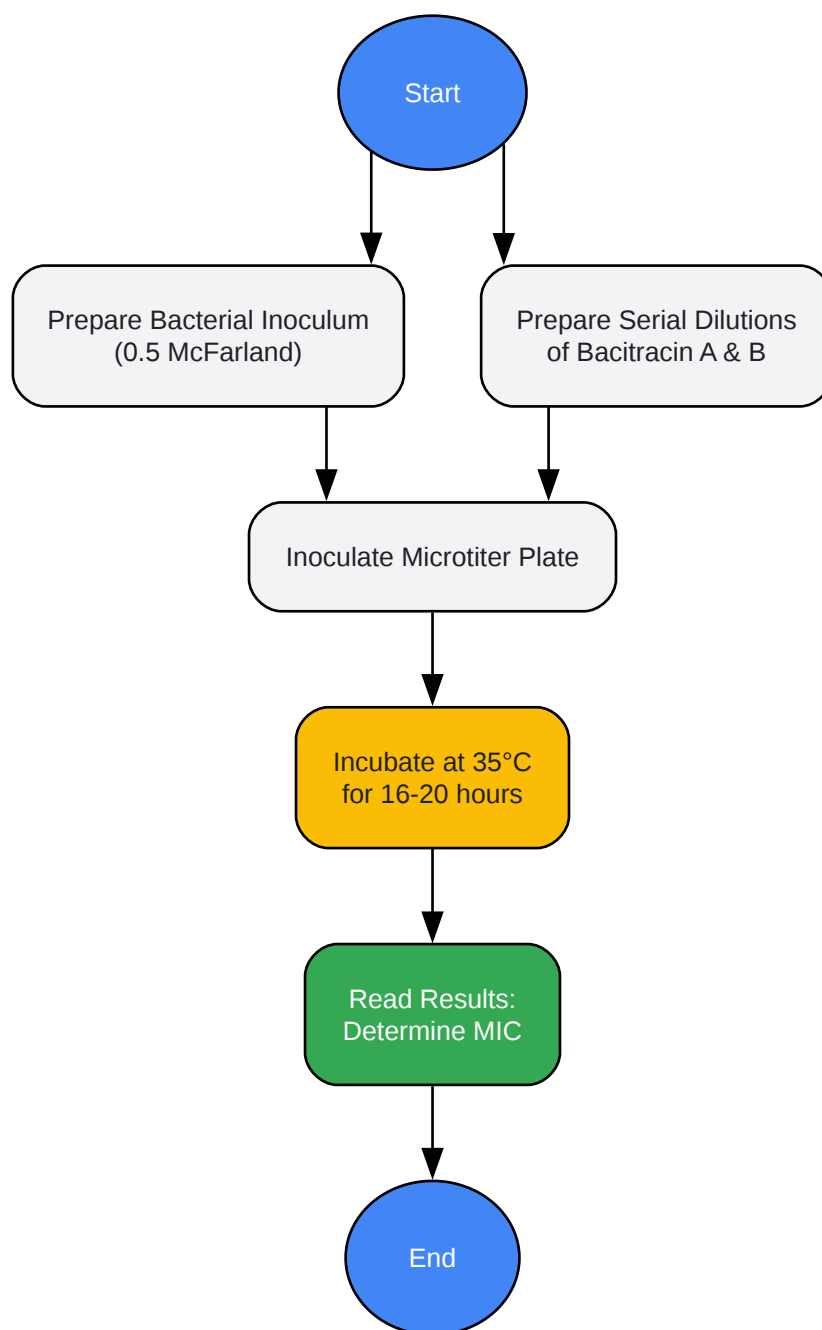 Start
Prepare Bacterial Inoculum
(0.5 McFarland)
Prepare Serial Dilutions
of Bacitracin A & B
Inoculate Microtiter Plate
Incubate at 35°C
for 16-20 hours
Read Results:
Determine MIC
End